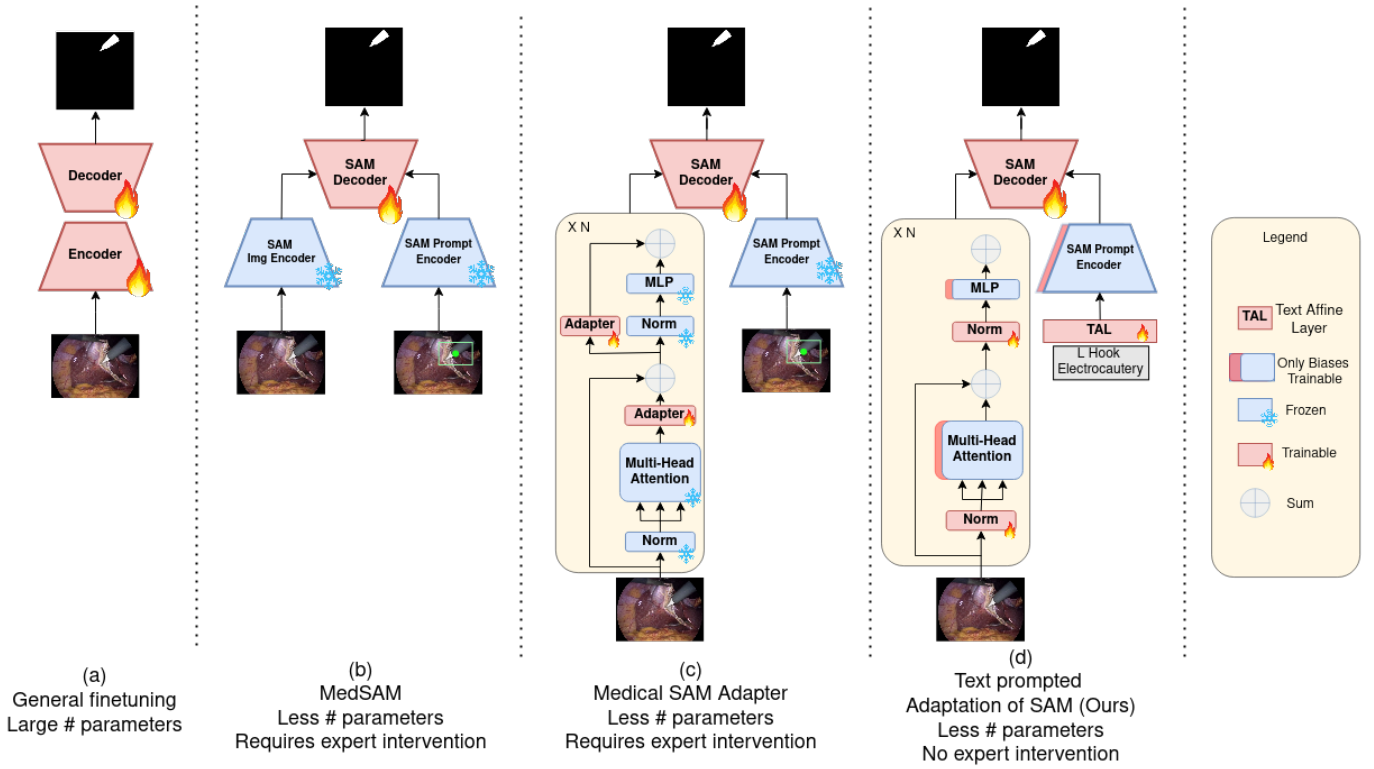 Decoder
Encoder
(a)
General finetuning
Large # parameters
SAM
Decoder
SAM
Img Encoder
SAM Prompt
Encoder
(b)
MedSAM
Less # parameters
Requires expert intervention
SAM
Decoder
X N
MLP
Adapter
Norm
Adapter
Multi-Head
Attention
Norm
SAM Prompt
Encoder
(c)
Medical SAM Adapter
Less # parameters
Requires expert intervention
SAM
Decoder
X N
MLP
Norm
Multi-Head
Attention
Norm
SAM Prompt
Encoder
TAL
L Hook
Electrocautery
(d)
Text prompted
Adaptation of SAM (Ours)
Less # parameters
No expert intervention
Legend
TAL
Text Affine
Layer
Only Biases
Trainable
Frozen
Trainable
Sum